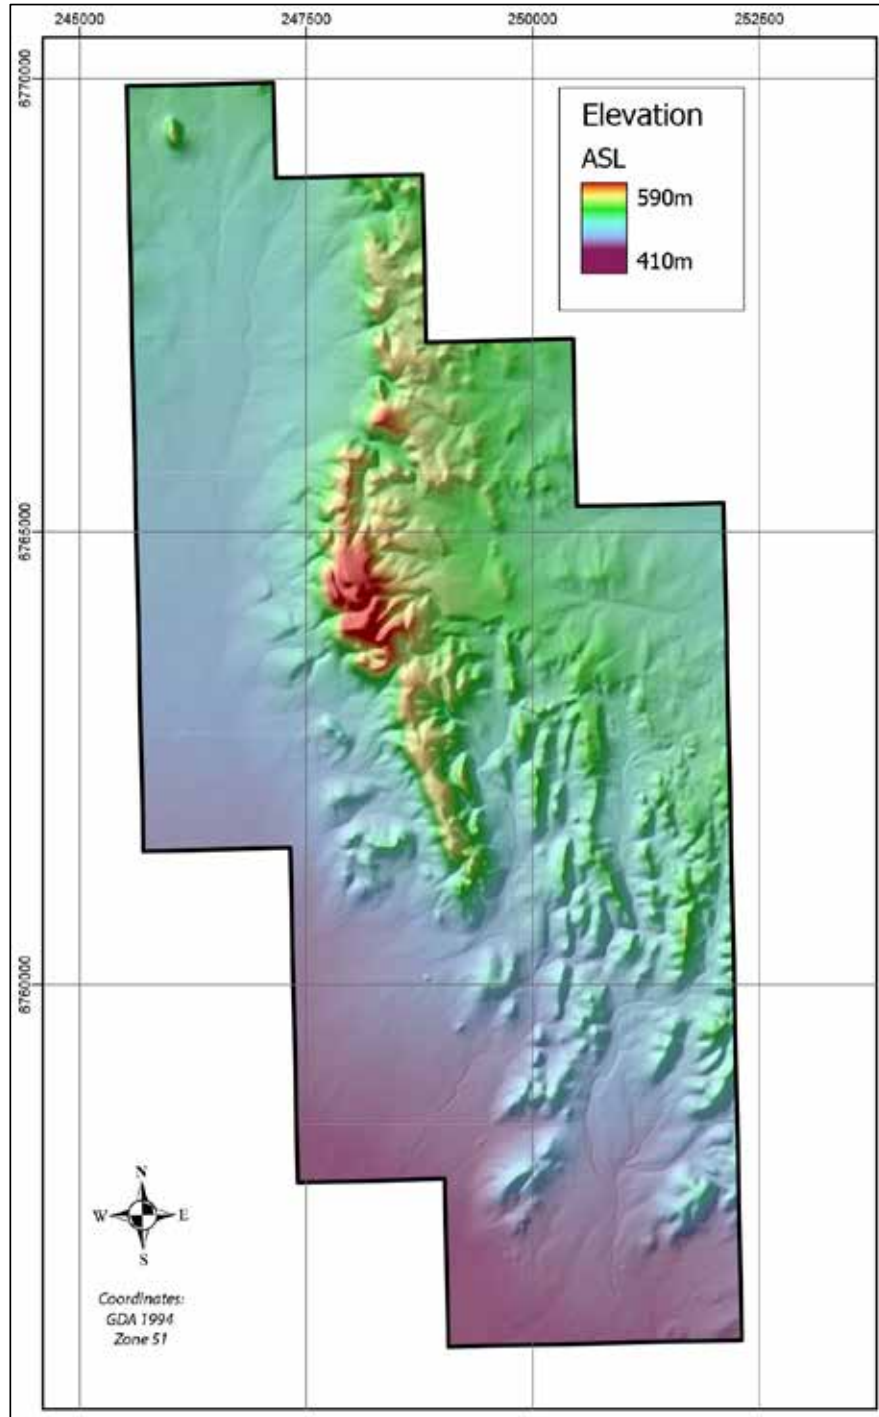 245000
247500
250000
252500
6770000
6765000
6760000
Elevation
ASL
590m
410m
N
W
E
S
Coordinates:
GDA 1994
Zone 51